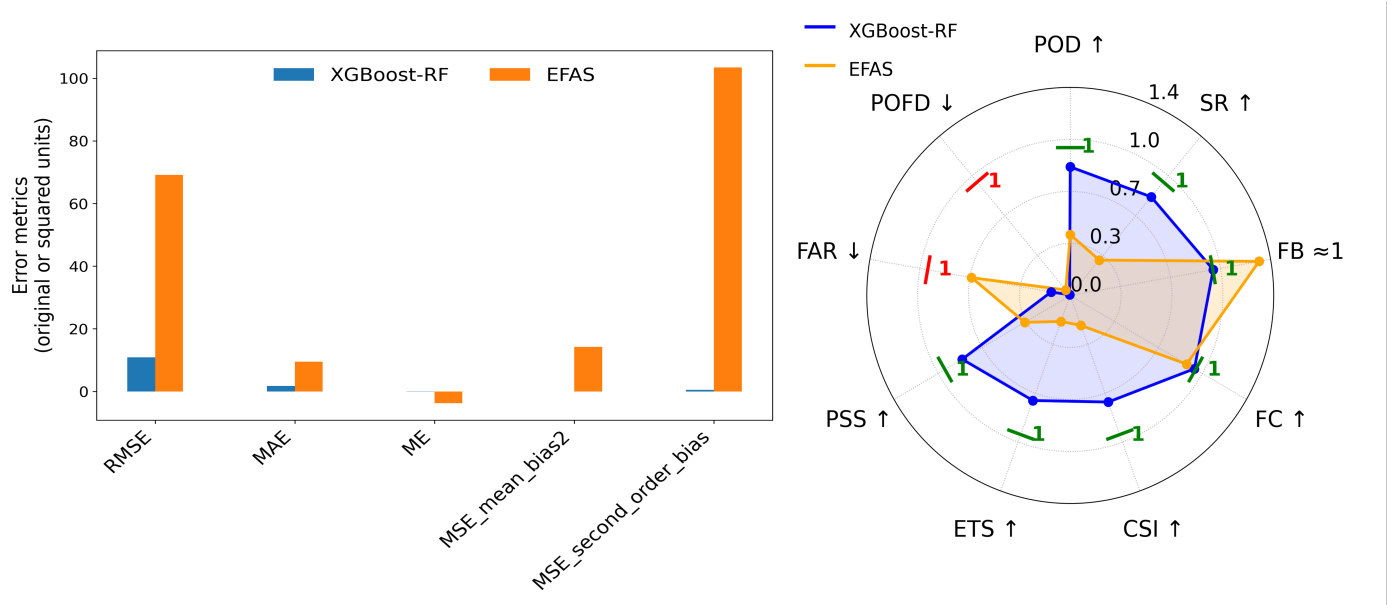 Error metrics
(original or squared units)
100
80
60
40
20
0
XGBoost-RF
EFAS
RMSE
MAE
ME
MSE_mean_bias2
MSE_second_order_bias
XGBoost-RF
EFAS
POD ↑
SR ↑
FB ≈1
FC ↑
CSI ↑
ETS ↑
PSS ↑
FAR ↓
POFD ↓
1.4
1.0
0.7
0.3
0.0
1
1
1
1
1
1
1
1
1